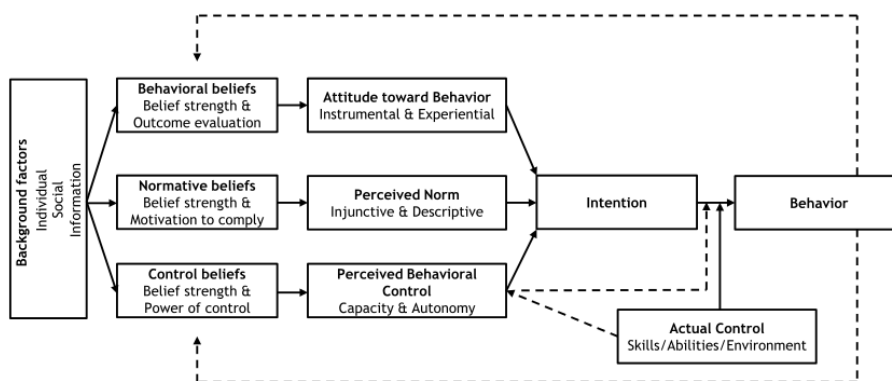 Background factors
Individual
Social
Information
Behavioral beliefs
Belief strength &
Outcome evaluation
Attitude toward Behavior
Instrumental & Experiential
Normative beliefs
Belief strength &
Motivation to comply
Perceived Norm
Injunctive & Descriptive
Intention
Behavior
Control beliefs
Belief strength &
Power of control
Perceived Behavioral
Control
Capacity & Autonomy
Actual Control
Skills/Abilities/Environment